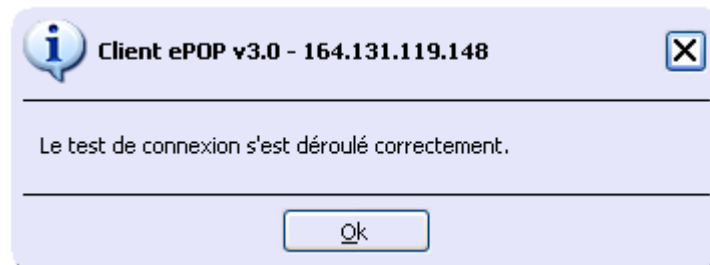 Client ePOP v3.0 - 164.131.119.148
Le test de connexion s'est déroulé correctement.
Ok